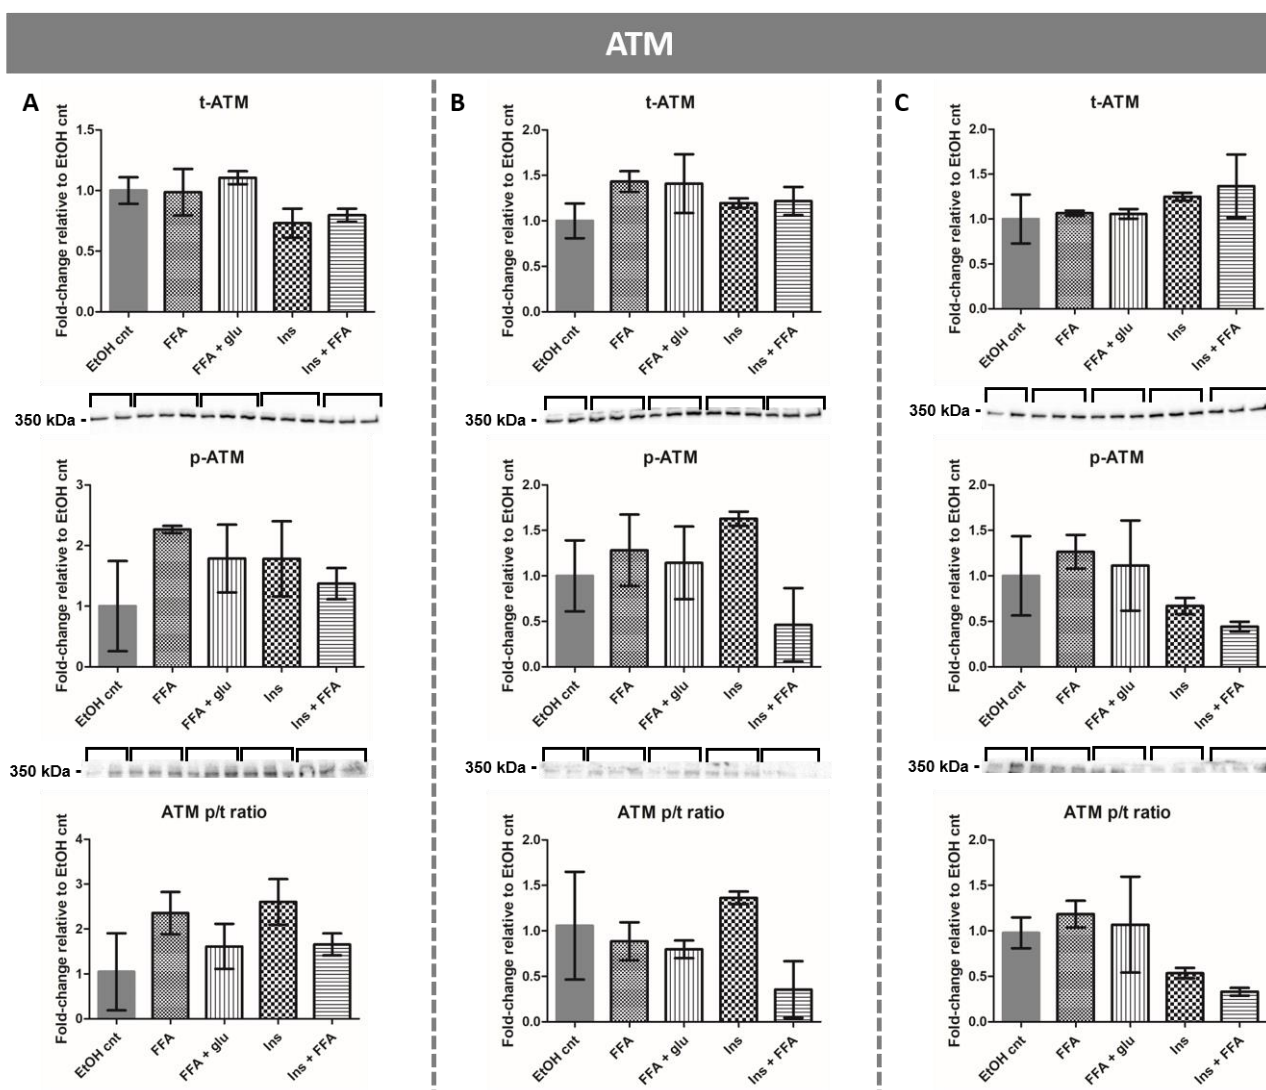 ATM
A
t-ATM
Fold-change relative to EtOH cnt
1.5
1.0
0.5
0.0
EtOH cnt
FFA
FFA + glu
Ins
Ins + FFA
350 kDa -
p-ATM
Fold-change relative to EtOH cnt
3
2
1
0
EtOH cnt
FFA
FFA + glu
Ins
Ins + FFA
350 kDa -
ATM p/t ratio
Fold-change relative to EtOH cnt
4
3
2
1
0
EtOH cnt
FFA
FFA + glu
Ins
Ins + FFA
B
t-ATM
Fold-change relative to EtOH cnt
2.0
1.5
1.0
0.5
0.0
EtOH cnt
FFA
FFA + glu
Ins
Ins + FFA
350 kDa -
p-ATM
Fold-change relative to EtOH cnt
2.0
1.5
1.0
0.5
0.0
EtOH cnt
FFA
FFA + glu
Ins
Ins + FFA
350 kDa -
ATM p/t ratio
Fold-change relative to EtOH cnt
2.0
1.5
1.0
0.5
0.0
EtOH cnt
FFA
FFA + glu
Ins
Ins + FFA
C
t-ATM
Fold-change relative to EtOH cnt
2.0
1.5
1.0
0.5
0.0
EtOH cnt
FFA
FFA + glu
Ins
Ins + FFA
350 kDa -
p-ATM
Fold-change relative to EtOH cnt
2.0
1.5
1.0
0.5
0.0
EtOH cnt
FFA
FFA + glu
Ins
Ins + FFA
350 kDa -
ATM p/t ratio
Fold-change relative to EtOH cnt
2.0
1.5
1.0
0.5
0.0
EtOH cnt
FFA
FFA + glu
Ins
Ins + FFA